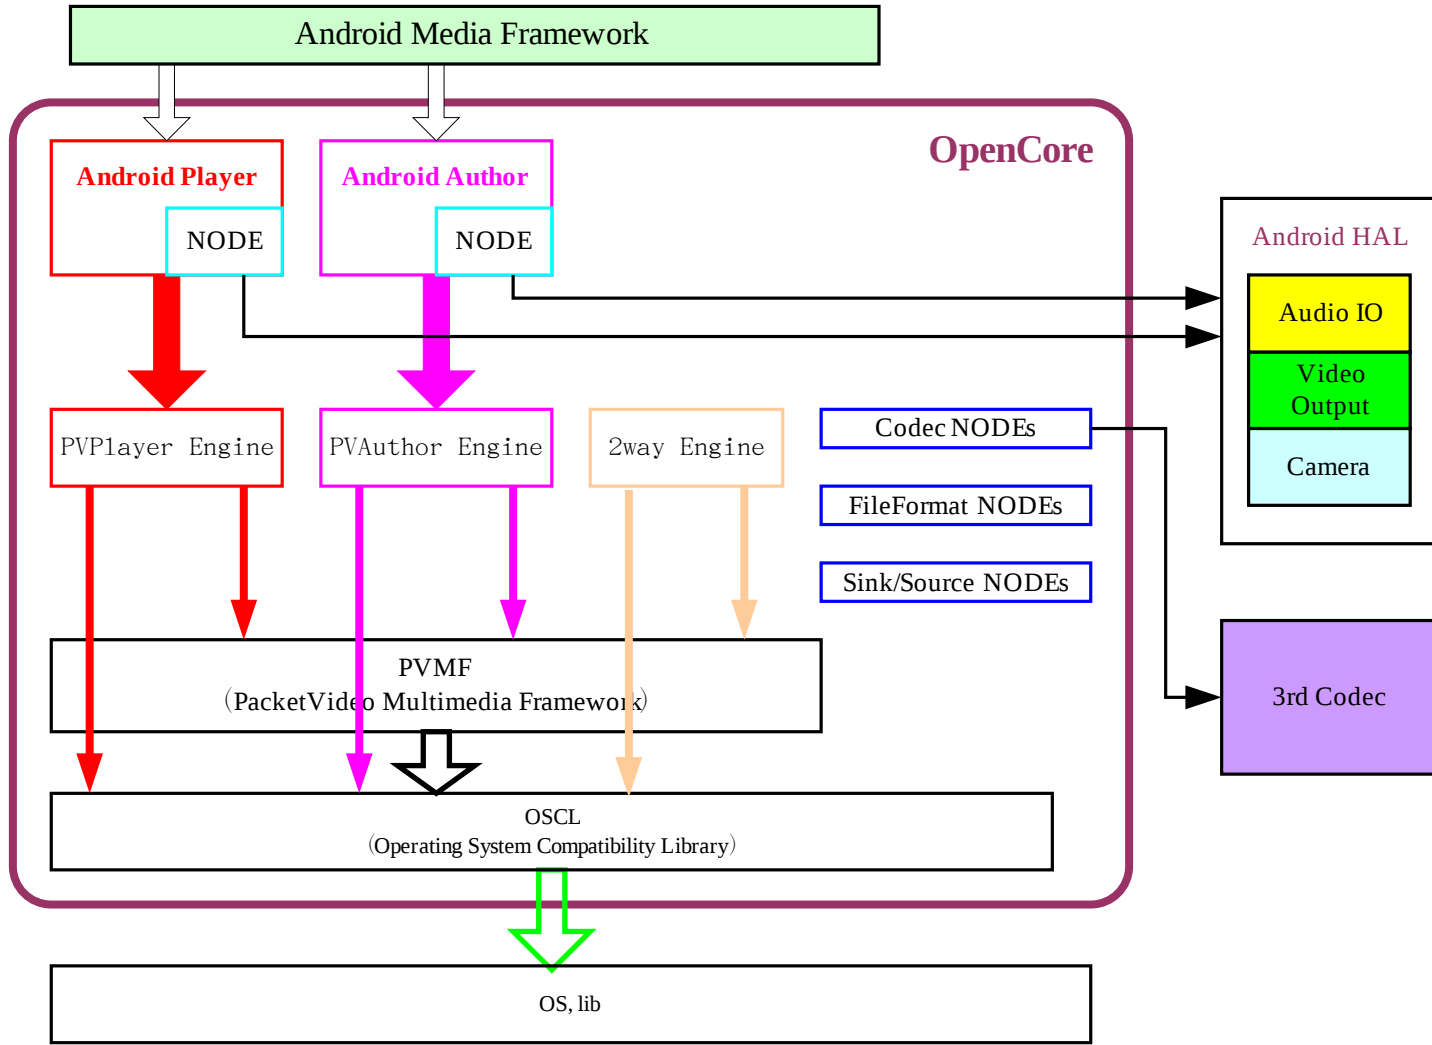 Android Media Framework
OpenCore
Android Player
NODE
Android Author
NODE
Android HAL
Audio IO
Video
Output
Camera
PVPlayer Engine
PVAuthor Engine
2way Engine
Codec NODEs
FileFormat NODEs
Sink/Source NODEs
PVMF
（PacketVideo Multimedia Framework）
3rd Codec
OSCL
（Operating System Compatibility Library）
OS, lib